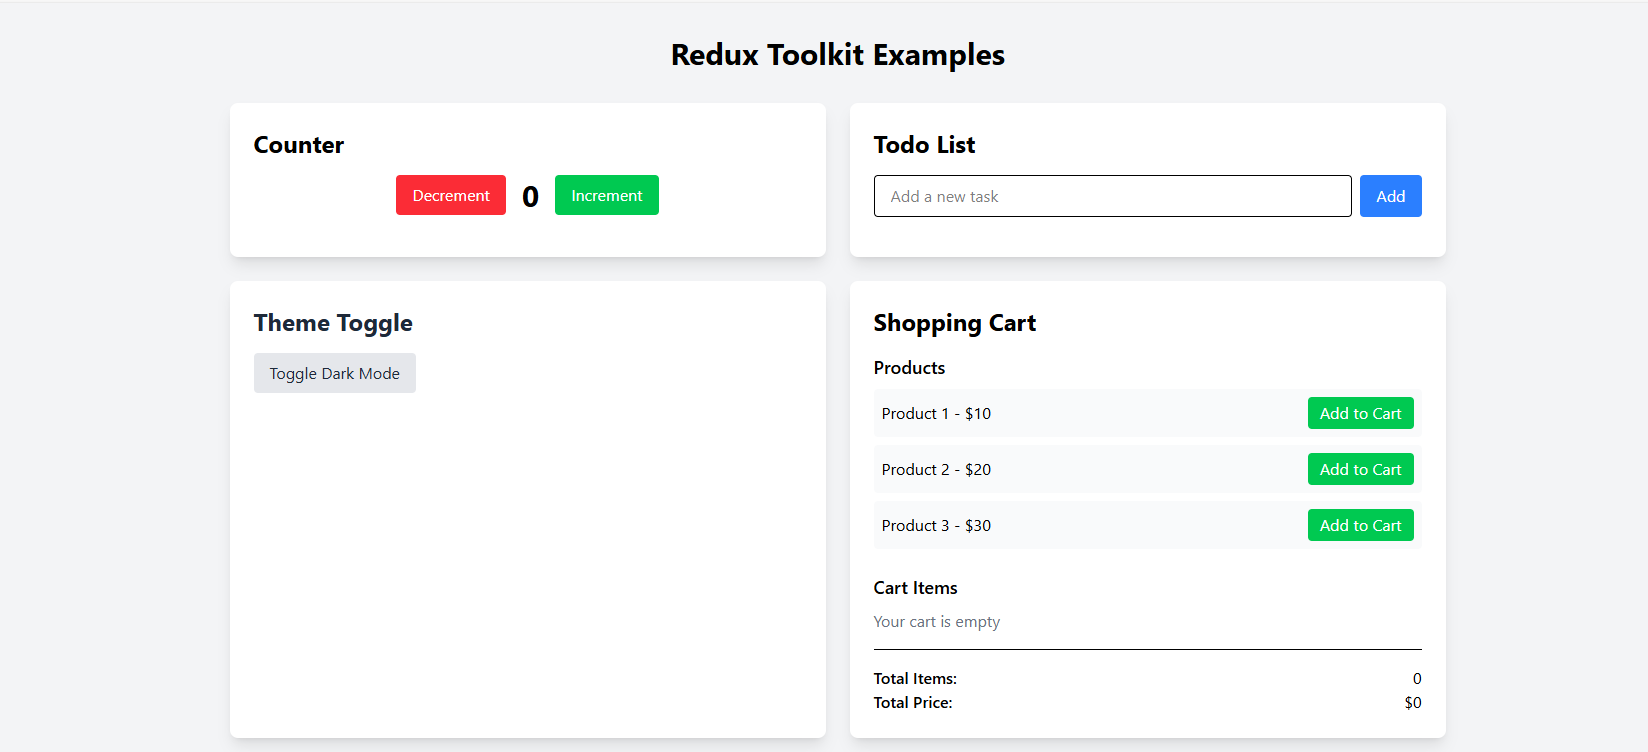 Redux Toolkit Examples
Counter
Decrement 0 Increment
Todo List
Add a new task Add
Theme Toggle
Toggle Dark Mode
Shopping Cart
Products
Product 1 - $10 Add to Cart
Product 2 - $20 Add to Cart
Product 3 - $30 Add to Cart
Cart Items
Your cart is empty
Total Items: 0
Total Price: $0